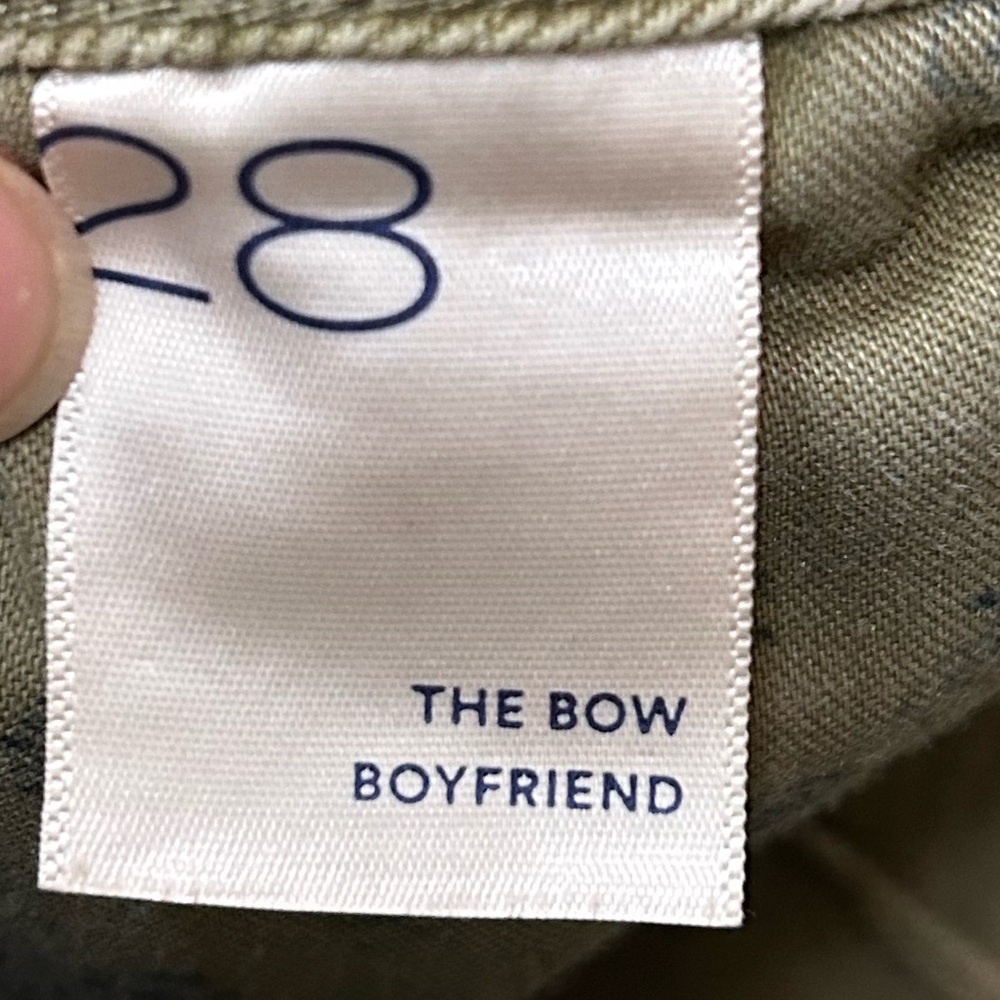 28
THE BOW
BOYFRIEND